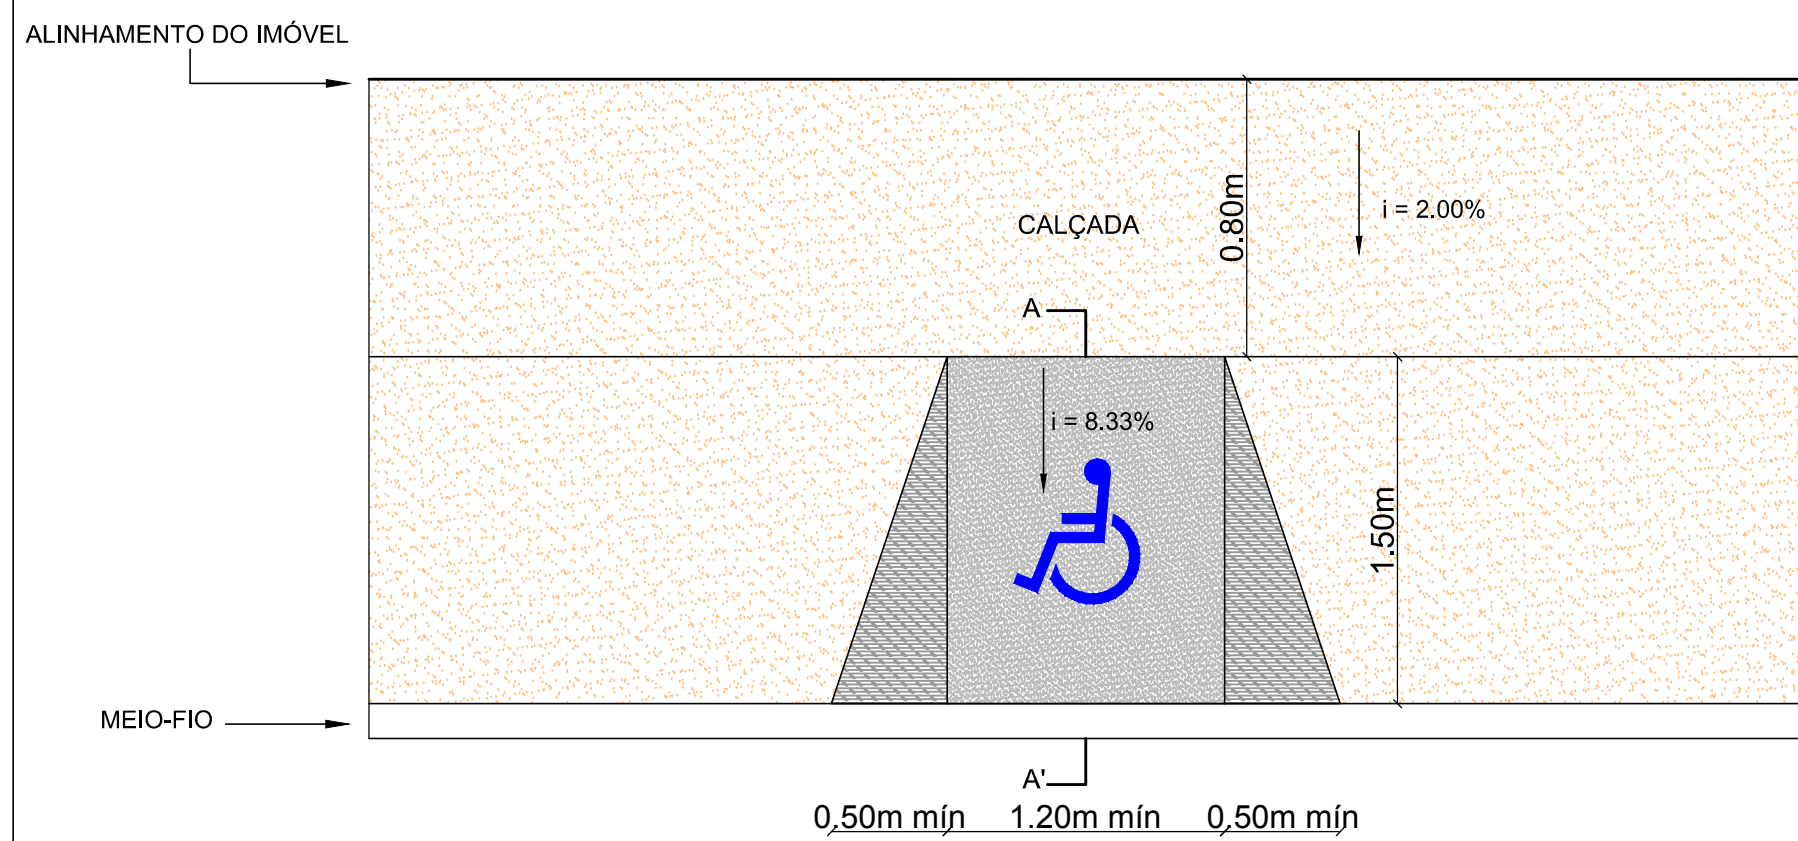 ALINHAMENTO DO IMÓVEL
0.80m
i = 2.00%
CALÇADA
A
i = 8.33%
1.50m
MEIO-FIO
A'
0.50m mín
1.20m mín
0.50m mín